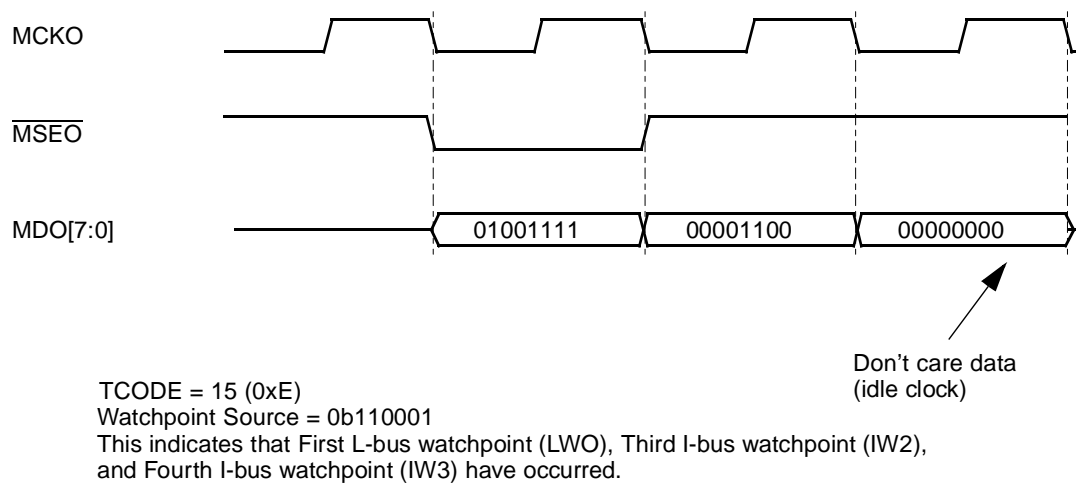 MCKO
MSEO
MDO[7:0]
01001111
00001100
00000000
Don't care data
(idle clock)
TCODE = 15 (0xE)
Watchpoint Source = 0b110001
This indicates that First L-bus watchpoint (LWO), Third I-bus watchpoint (IW2),
and Fourth I-bus watchpoint (IW3) have occurred.